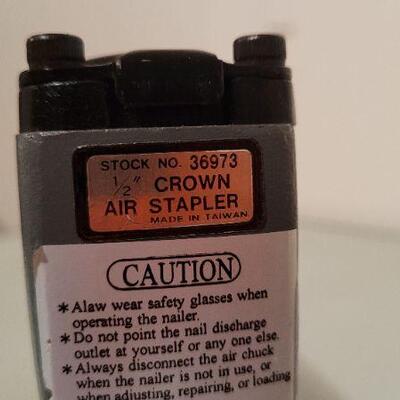 STOCK NO. 36973
1/2" CROWN
AIR STAPLER
MADE IN TAIWAN
CAUTION
* Alaw wear safety glasses when
operating the nailer.
* Do not point the nail discharge
outlet at yourself or any one else.
* Always disconnect the air chuck
when the nailer is not in use, or
when adjusting, repairing, or loading